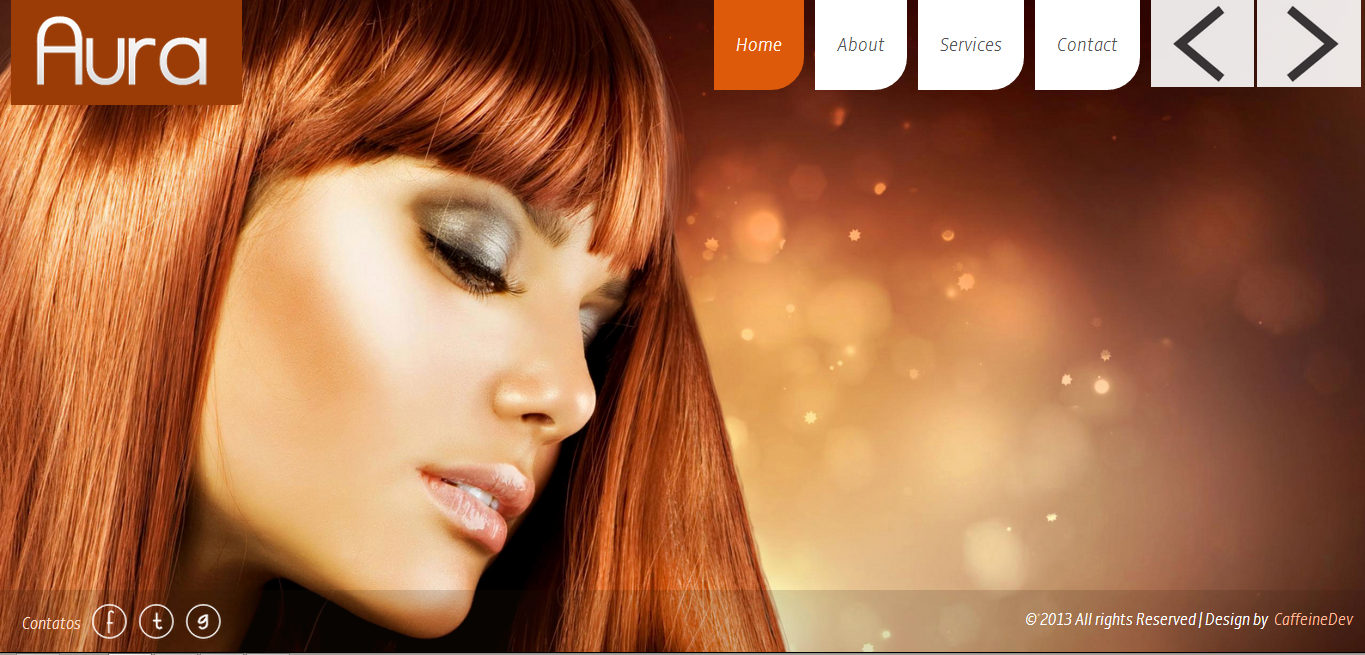 Aura
Home
About
Services
Contact
Contatos
f
t
g
© 2013 All rights Reserved | Design by CaffeineDev